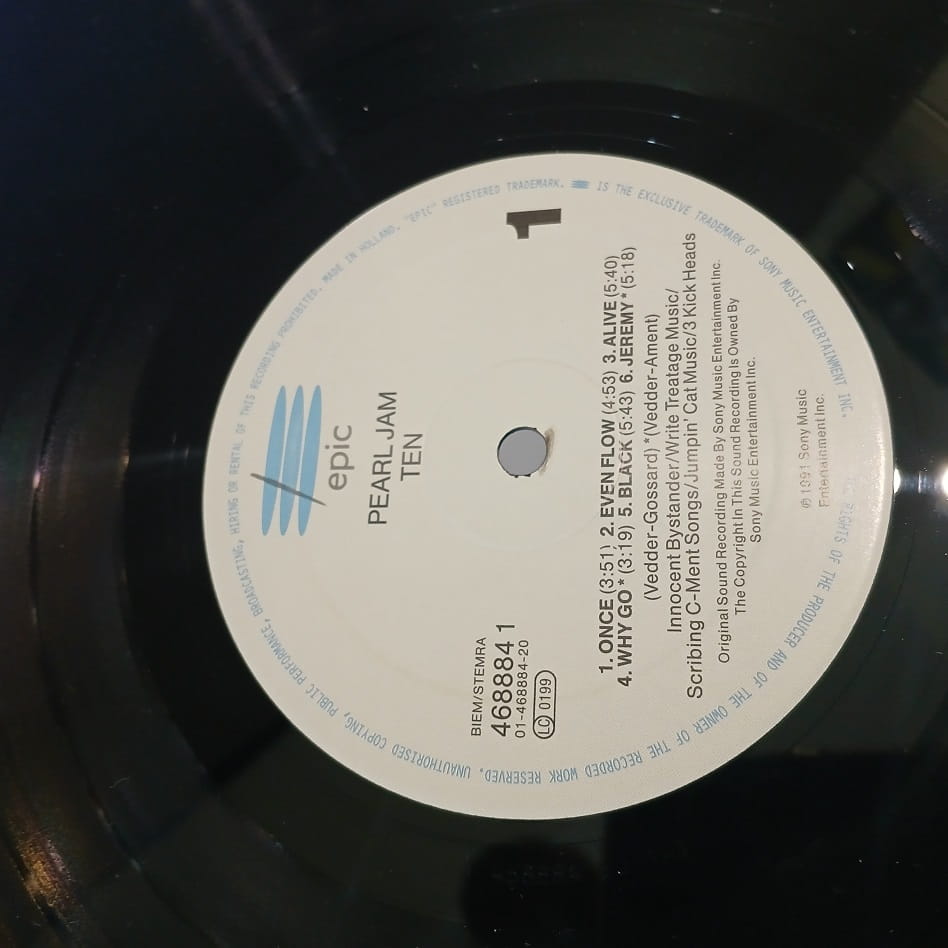 epic
PEARL JAM
TEN
BIEM/STEMRA
468884 1
01-468884-20
LC 0199
1
1. ONCE (3:51) 2. EVEN FLOW (4:53) 3. ALIVE (5:40)
4. WHY GO * (3:19) 5. BLACK (5:43) 6. JEREMY * (5:18)
(Vedder-Gossard) *(Vedder-Ament)
Innocent Bystander/Write Treatage Music/
Scribing C-Ment Songs/Jumpin' Cat Music/3 Kick Heads
Original Sound Recording Made By Sony Music Entertainment Inc.
The Copyright In This Sound Recording Is Owned By
Sony Music Entertainment Inc.
℗ 1991 Sony Music
Entertainment Inc.
RIGHTS OF THE PRODUCER AND OF THE OWNER OF THE RECORDED WORK RESERVED. UNAUTHORISED COPYING, PUBLIC PERFORMANCE, BROADCASTING, HIRING OR RENTAL OF THIS RECORDING PROHIBITED. MADE IN HOLLAND. "EPIC" REGISTERED TRADEMARK. IS THE EXCLUSIVE TRADEMARK OF SONY MUSIC ENTERTAINMENT INC.